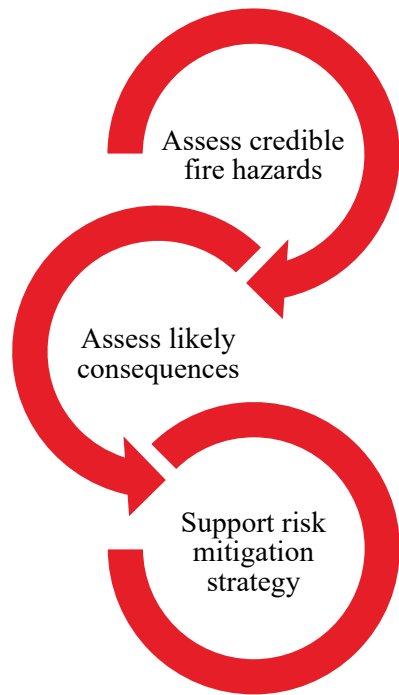 Assess credible
fire hazards
Assess likely
consequences
Support risk
mitigation
strategy